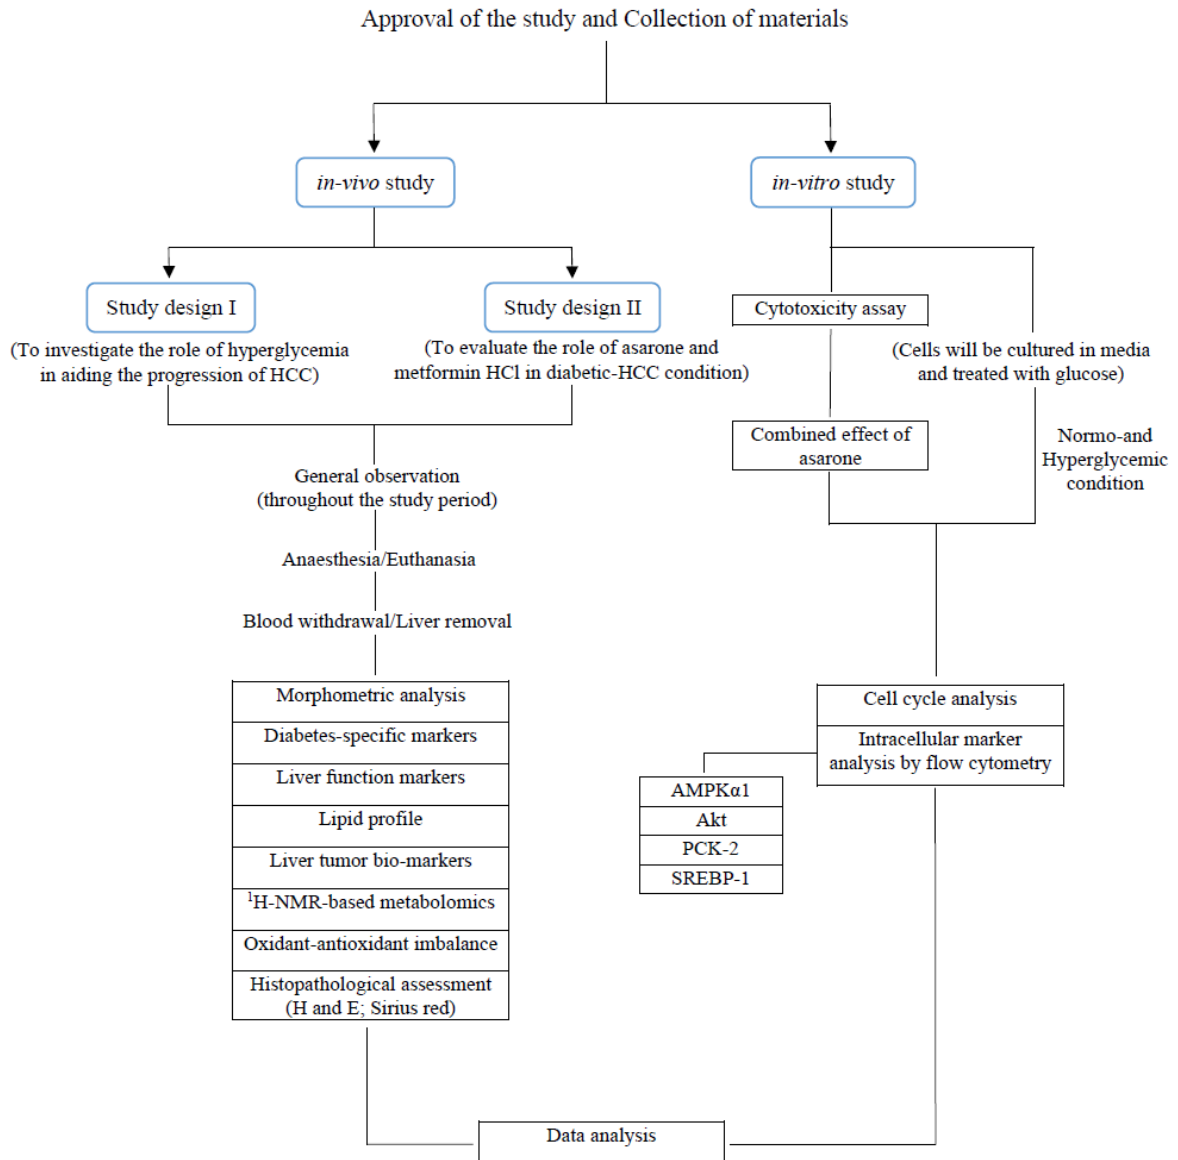 Approval of the study and Collection of materials
in-vivo study
in-vitro study
Study design I
Study design II
(To investigate the role of hyperglycemia
in aiding the progression of HCC)
(To evaluate the role of asarone and
metformin HCl in diabetic-HCC condition)
Cytotoxicity assay
(Cells will be cultured in media
and treated with glucose)
Combined effect of
asarone
Normo-and
Hyperglycemic
condition
General observation
(throughout the study period)
Anaesthesia/Euthanasia
Blood withdrawal/Liver removal
Morphometric analysis
Diabetes-specific markers
Liver function markers
Lipid profile
Liver tumor bio-markers
¹H-NMR-based metabolomics
Oxidant-antioxidant imbalance
Histopathological assessment
(H and E; Sirius red)
Cell cycle analysis
Intracellular marker
analysis by flow cytometry
AMPKα1
Akt
PCK-2
SREBP-1
Data analysis